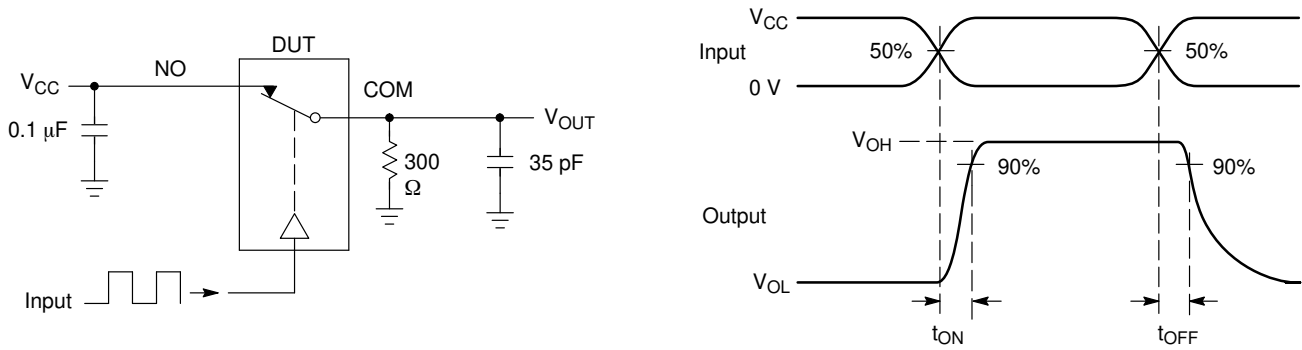 DUT
V_CC
NO
COM
V_OUT
0.1 μF
300
Ω
35 pF
Input
V_CC
Input
50%
50%
0 V
V_OH
90%
90%
Output
V_OL
t_ON
t_OFF